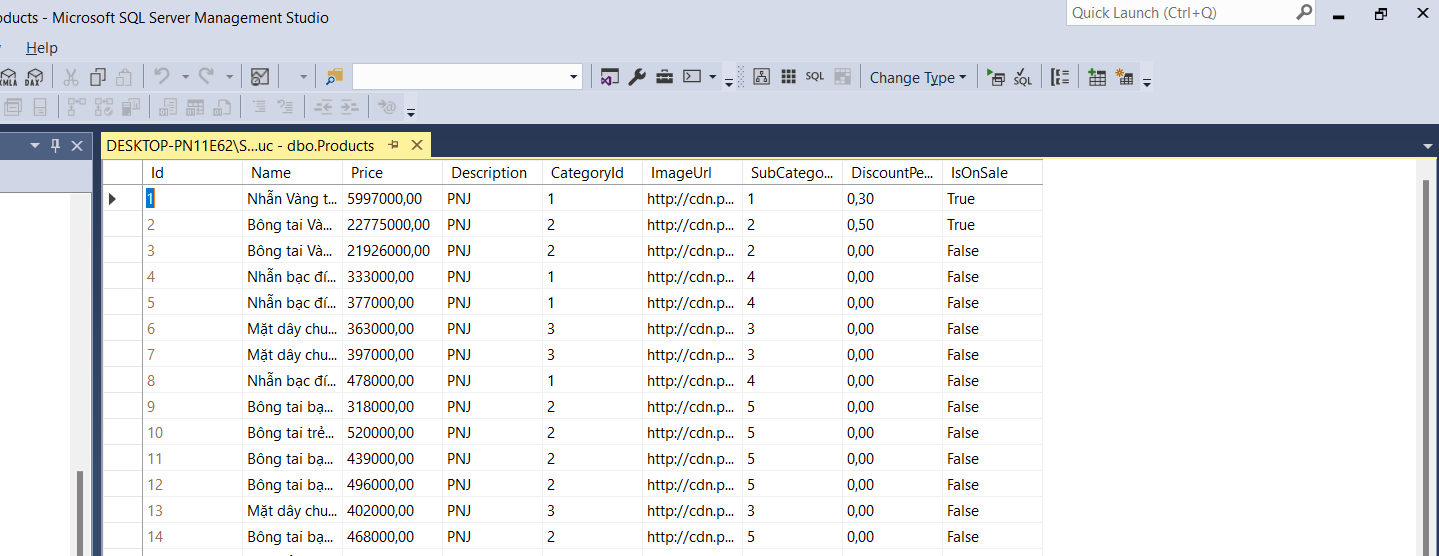 oducts - Microsoft SQL Server Management Studio
Quick Launch (Ctrl+Q)
Help
XMLA DAX SQL Change Type SQL
DESKTOP-PN11E62\S...uc - dbo.Products
Id Name Price Description CategoryId ImageUrl SubCatego... DiscountPe... IsOnSale
1 Nhẫn Vàng t... 5997000,00 PNJ 1 http://cdn.p... 1 0,30 True
2 Bông tai Và... 22775000,00 PNJ 2 http://cdn.p... 2 0,50 True
3 Bông tai Và... 21926000,00 PNJ 2 http://cdn.p... 2 0,00 False
4 Nhẫn bạc đí... 333000,00 PNJ 1 http://cdn.p... 4 0,00 False
5 Nhẫn bạc đí... 377000,00 PNJ 1 http://cdn.p... 4 0,00 False
6 Mặt dây chu... 363000,00 PNJ 3 http://cdn.p... 3 0,00 False
7 Mặt dây chu... 397000,00 PNJ 3 http://cdn.p... 3 0,00 False
8 Nhẫn bạc đí... 478000,00 PNJ 1 http://cdn.p... 4 0,00 False
9 Bông tai bạ... 318000,00 PNJ 2 http://cdn.p... 5 0,00 False
10 Bông tai trẻ... 520000,00 PNJ 2 http://cdn.p... 5 0,00 False
11 Bông tai bạ... 439000,00 PNJ 2 http://cdn.p... 5 0,00 False
12 Bông tai bạ... 496000,00 PNJ 2 http://cdn.p... 5 0,00 False
13 Mặt dây chu... 402000,00 PNJ 3 http://cdn.p... 3 0,00 False
14 Bông tai bạ... 468000,00 PNJ 2 http://cdn.p... 5 0,00 False